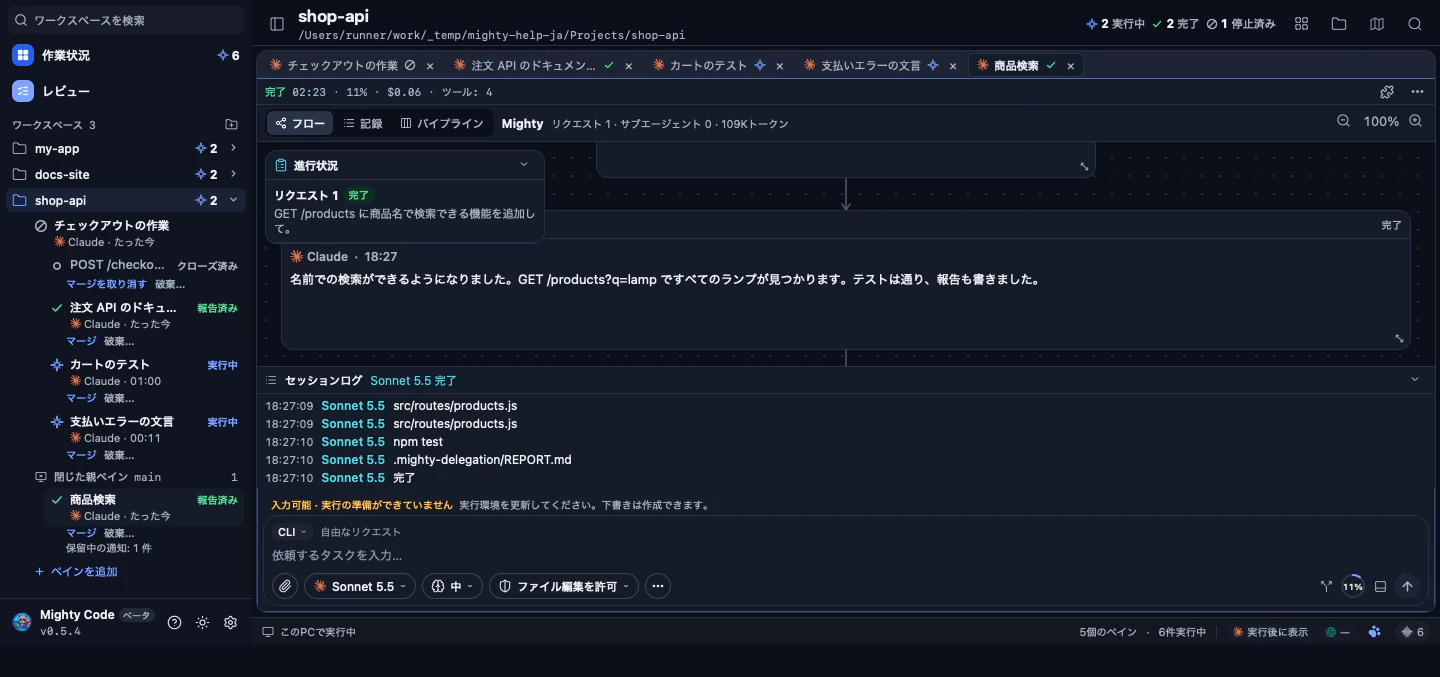 ワークスペースを検索
作業状況 6
レビュー
ワークスペース 3
my-app 2
docs-site 2
shop-api 2
チェックアウトの作業
Claude · たった今
POST /checko... クローズ済み
マージを取り消す 破棄...
注文 API のドキュ... 報告済み
Claude · たった今
マージ 破棄...
カートのテスト 実行中
Claude · 01:00
マージ 破棄...
支払いエラーの文言 実行中
Claude · 00:11
マージ 破棄...
閉じた親ペイン main 1
商品検索 報告済み
Claude · たった今
マージ 破棄...
保留中の通知: 1 件
+ ペインを追加
Mighty Code ベータ
v0.5.4
shop-api
/Users/runner/work/_temp/mighty-help-ja/Projects/shop-api
2 実行中 2 完了 1 停止済み
チェックアウトの作業 × 注文 API のドキュメン... × カートのテスト × 支払いエラーの文言 × 商品検索 ×
完了 02:23 · 11% · $0.06 · ツール: 4
フロー 記録 パイプライン Mighty リクエスト 1 · サブエージェント 0 · 109Kトークン 100%
進行状況
リクエスト 1 完了
GET /products に商品名で検索できる機能を追加し
て。
完了
Claude · 18:27
名前での検索ができるようになりました。GET /products?q=lamp ですべてのランプが見つかります。テストは通り、報告も書きました。
セッションログ Sonnet 5.5 完了
18:27:09 Sonnet 5.5 src/routes/products.js
18:27:09 Sonnet 5.5 src/routes/products.js
18:27:10 Sonnet 5.5 npm test
18:27:10 Sonnet 5.5 .mighty-delegation/REPORT.md
18:27:10 Sonnet 5.5 完了
入力可能 · 実行の準備ができていません 実行環境を更新してください。下書きは作成できます。
CLI 自由なリクエスト
依頼するタスクを入力...
Sonnet 5.5 中 ファイル編集を許可 11%
このPCで実行中 5個のペイン · 6件実行中 実行後に表示 — 6